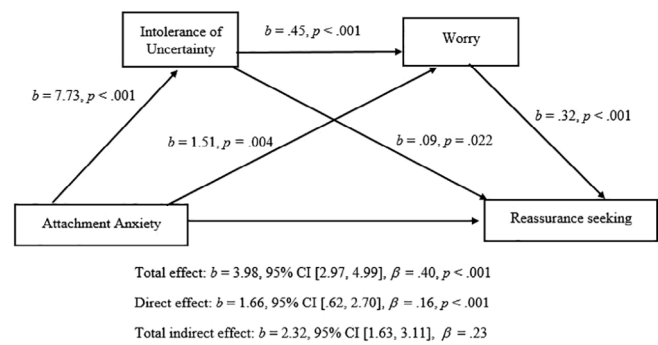 Intolerance of
Uncertainty
b = .45, p < .001
Worry
b = 7.73, p < .001
b = 1.51, p = .004
b = .09, p = .022
b = .32, p < .001
Attachment Anxiety
Reassurance seeking
Total effect: b = 3.98, 95% CI [2.97, 4.99], β = .40, p < .001
Direct effect: b = 1.66, 95% CI [.62, 2.70], β = .16, p < .001
Total indirect effect: b = 2.32, 95% CI [1.63, 3.11], β = .23